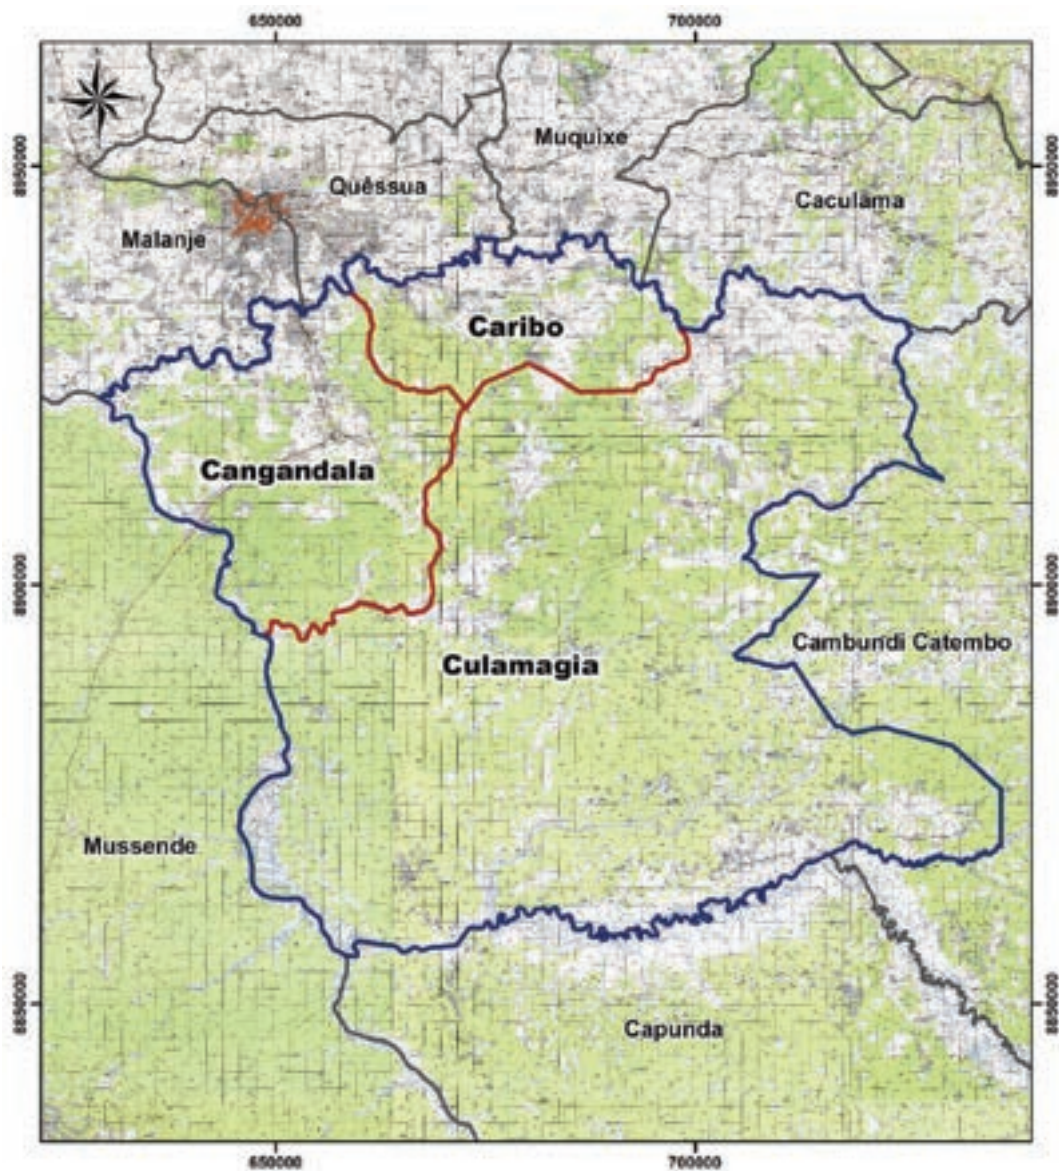 650000
700000
Muquixe
8950000
8950000
Quêssua
Caculama
Malanje
Caribo
Cangandala
8900000
8900000
Cambundi Catembo
Culamagia
Mussende
8850000
8850000
Capunda
650000
700000